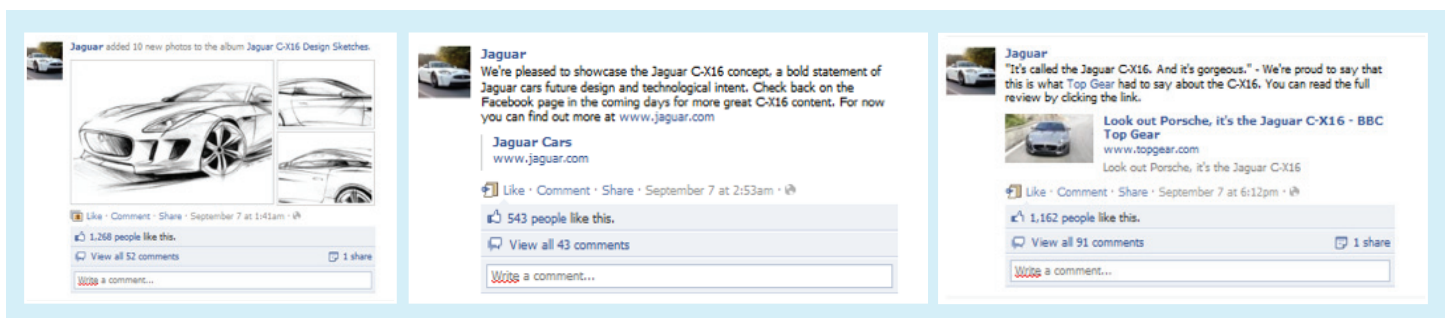 Jaguar added 10 new photos to the album Jaguar C-X16 Design Sketches.
Like · Comment · Share · September 7 at 1:41am ·
1,268 people like this.
View all 52 comments
1 share
Write a comment...
Jaguar
We're pleased to showcase the Jaguar C-X16 concept, a bold statement of
Jaguar cars future design and technological intent. Check back on the
Facebook page in the coming days for more great C-X16 content. For now
you can find out more at www.jaguar.com
Jaguar Cars
www.jaguar.com
Like · Comment · Share · September 7 at 2:53am ·
543 people like this.
View all 43 comments
Write a comment...
Jaguar
"It's called the Jaguar C-X16. And it's gorgeous." - We're proud to say that
this is what Top Gear had to say about the C-X16. You can read the full
review by clicking the link.
Look out Porsche, it's the Jaguar C-X16 - BBC
Top Gear
www.topgear.com
Look out Porsche, it's the Jaguar C-X16
Like · Comment · Share · September 7 at 6:12pm ·
1,162 people like this.
View all 91 comments
1 share
Write a comment...